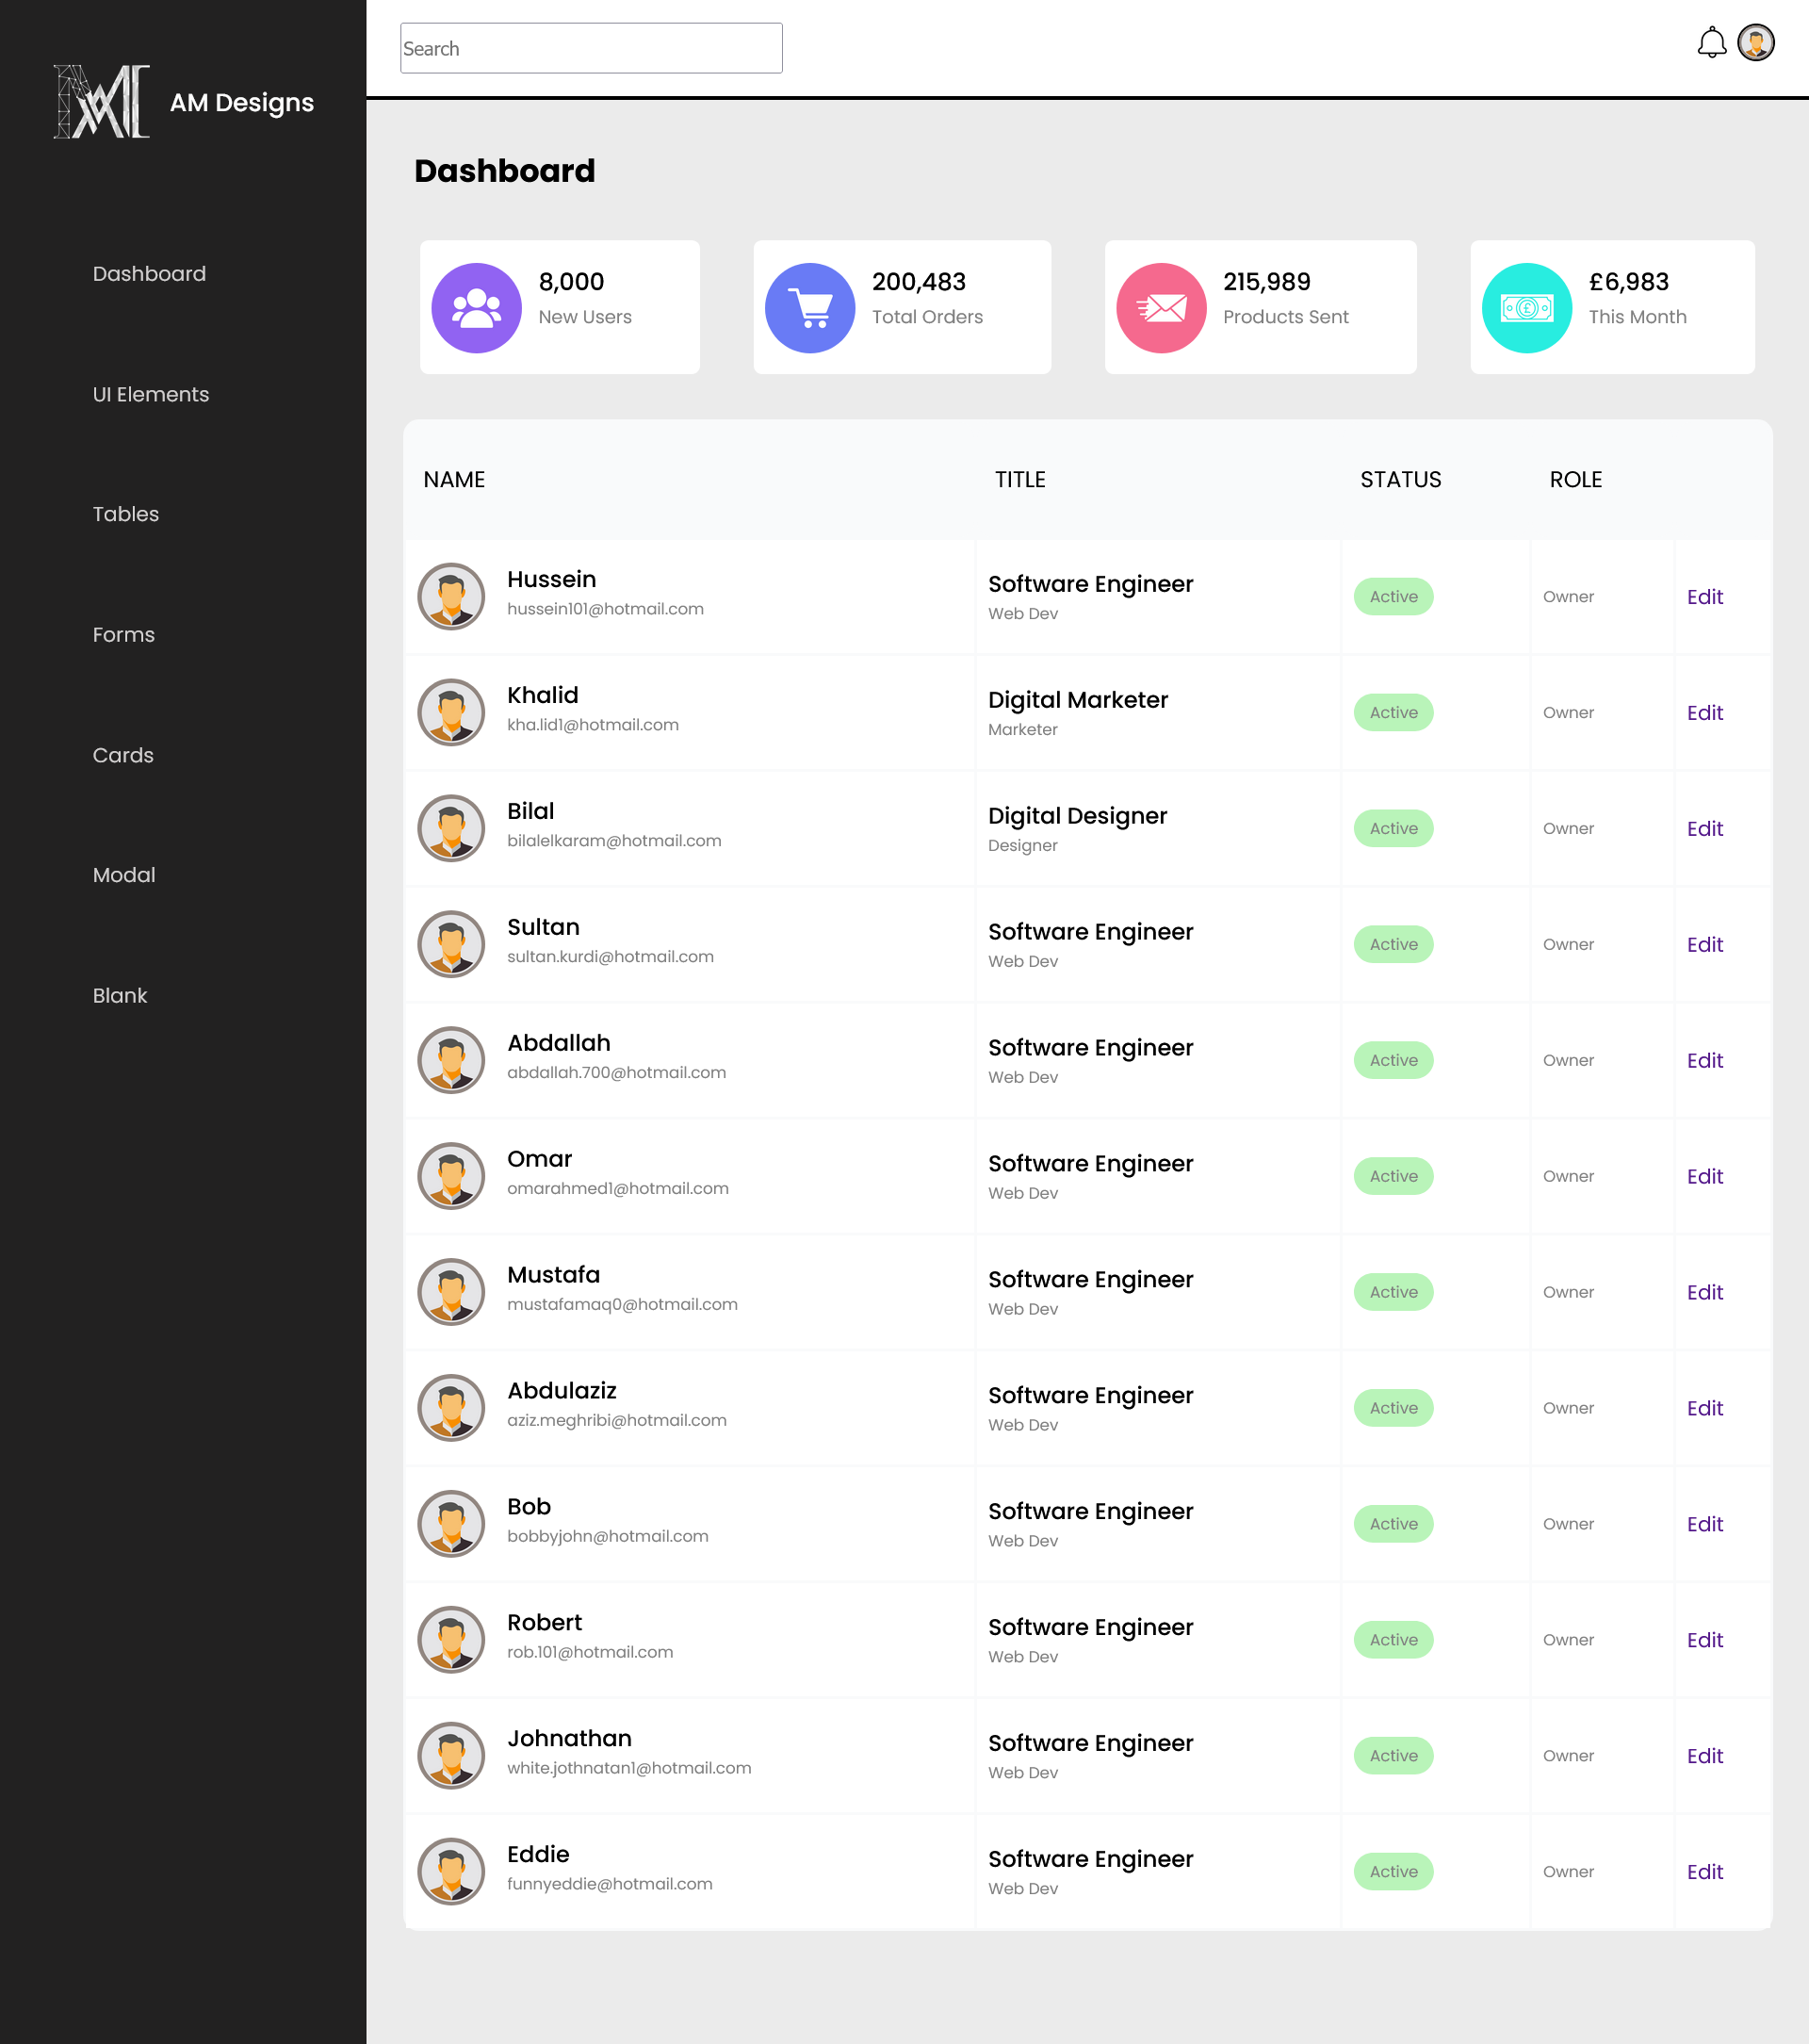 AM Designs
Dashboard
UI Elements
Tables
Forms
Cards
Modal
Blank
Search
Dashboard
8,000
New Users
200,483
Total Orders
215,989
Products Sent
£6,983
This Month
NAME TITLE STATUS ROLE
Hussein
hussein101@hotmail.com
Software Engineer
Web Dev
Active
Owner
Edit
Khalid
kha.lid1@hotmail.com
Digital Marketer
Marketer
Active
Owner
Edit
Bilal
bilalelkaram@hotmail.com
Digital Designer
Designer
Active
Owner
Edit
Sultan
sultan.kurdi@hotmail.com
Software Engineer
Web Dev
Active
Owner
Edit
Abdallah
abdallah.700@hotmail.com
Software Engineer
Web Dev
Active
Owner
Edit
Omar
omarahmed1@hotmail.com
Software Engineer
Web Dev
Active
Owner
Edit
Mustafa
mustafamaq0@hotmail.com
Software Engineer
Web Dev
Active
Owner
Edit
Abdulaziz
aziz.meghribi@hotmail.com
Software Engineer
Web Dev
Active
Owner
Edit
Bob
bobbyjohn@hotmail.com
Software Engineer
Web Dev
Active
Owner
Edit
Robert
rob.101@hotmail.com
Software Engineer
Web Dev
Active
Owner
Edit
Johnathan
white.jothnatan1@hotmail.com
Software Engineer
Web Dev
Active
Owner
Edit
Eddie
funnyeddie@hotmail.com
Software Engineer
Web Dev
Active
Owner
Edit